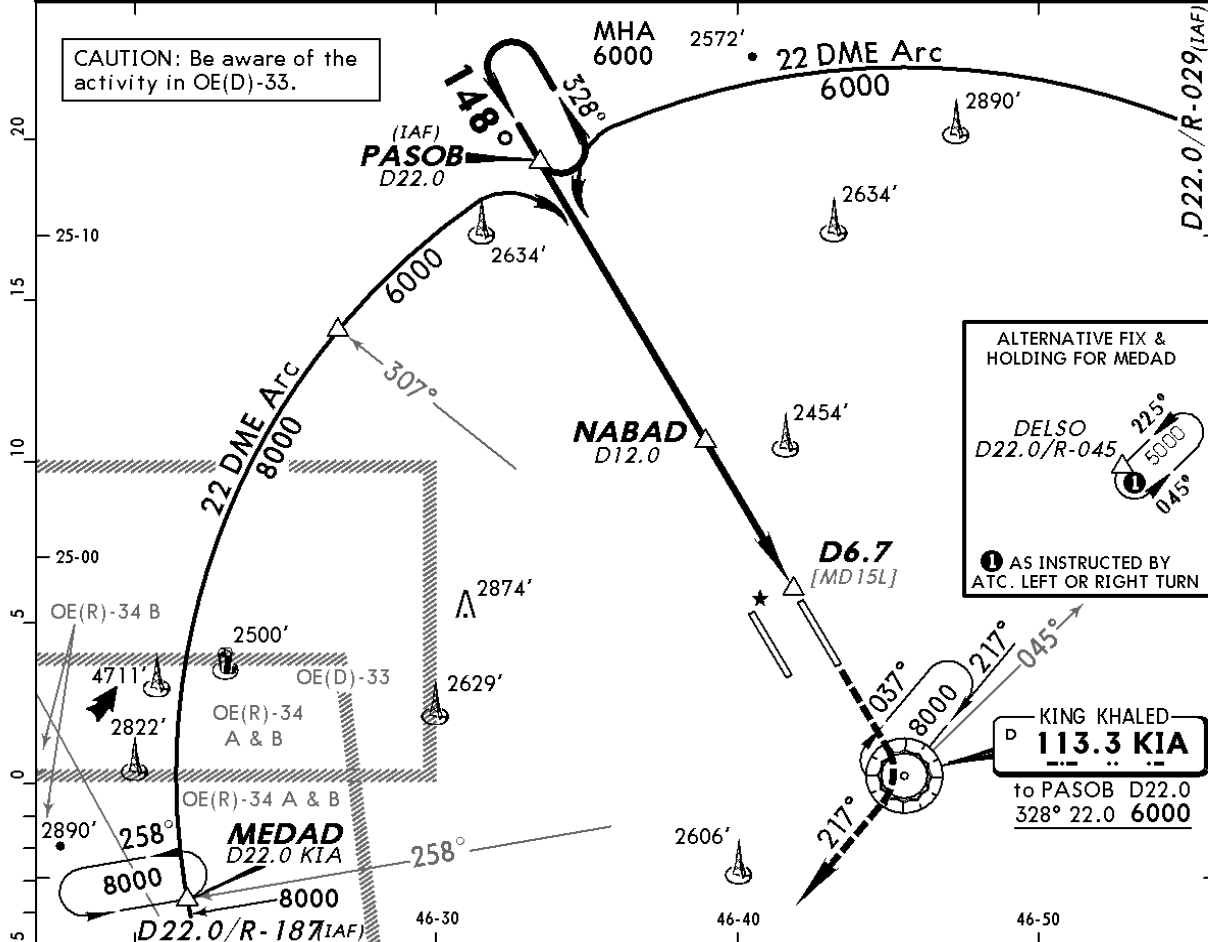 CAUTION: Be aware of the
activity in OE(D)-33.
MHA
6000
2572'
22 DME Arc
6000
D22.0/R-029(IAF)
148°
328°
2890'
20
(IAF)
PASOB
D22.0
2634'
25-10
2634'
6000
15
307°
ALTERNATIVE FIX &
HOLDING FOR MEDAD
DELSO
D22.0/R-045
225°
5000
045°
1
1 AS INSTRUCTED BY
ATC. LEFT OR RIGHT TURN
2454'
NABAD
D12.0
22 DME Arc
8000
10
25-00
D6.7
[MD15L]
2874'
5
OE(R)-34 B
2500'
4711'
OE(D)-33
2629'
OE(R)-34
A & B
2822'
037°
8000
217°
045°
KING KHALED
D 113.3 KIA
to PASOB D22.0
328° 22.0 6000
0
OE(R)-34 A & B
217°
2890'
258°
8000
MEDAD
D22.0 KIA
258°
2606'
8000
D22.0/R-187(IAF)
5
46-30
46-40
46-50